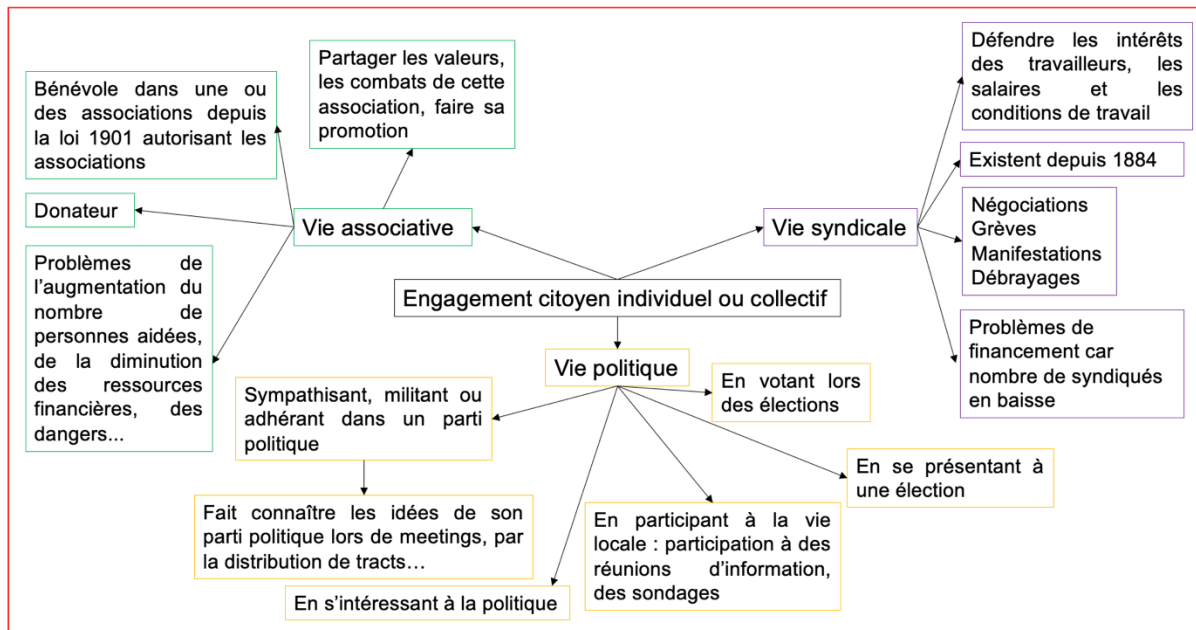 Bénévole dans une ou
des associations depuis
la loi 1901 autorisant les
associations
Partager les valeurs,
les combats de cette
association, faire sa
promotion
Défendre les intérêts
des travailleurs, les
salaires et les
conditions de travail
Existent depuis 1884
Donateur
Vie associative
Vie syndicale
Négociations
Grèves
Manifestations
Débrayages
Problèmes de
l'augmentation du
nombre de
personnes aidées,
de la diminution
des ressources
financières, des
dangers...
Engagement citoyen individuel ou collectif
Problèmes de
financement car
nombre de syndiqués
en baisse
Vie politique
Sympathisant, militant ou
adhérant dans un parti
politique
En votant lors
des élections
En se présentant à
une élection
Fait connaître les idées de son
parti politique lors de meetings, par
la distribution de tracts…
En participant à la vie
locale : participation à des
réunions d'information,
des sondages
En s'intéressant à la politique